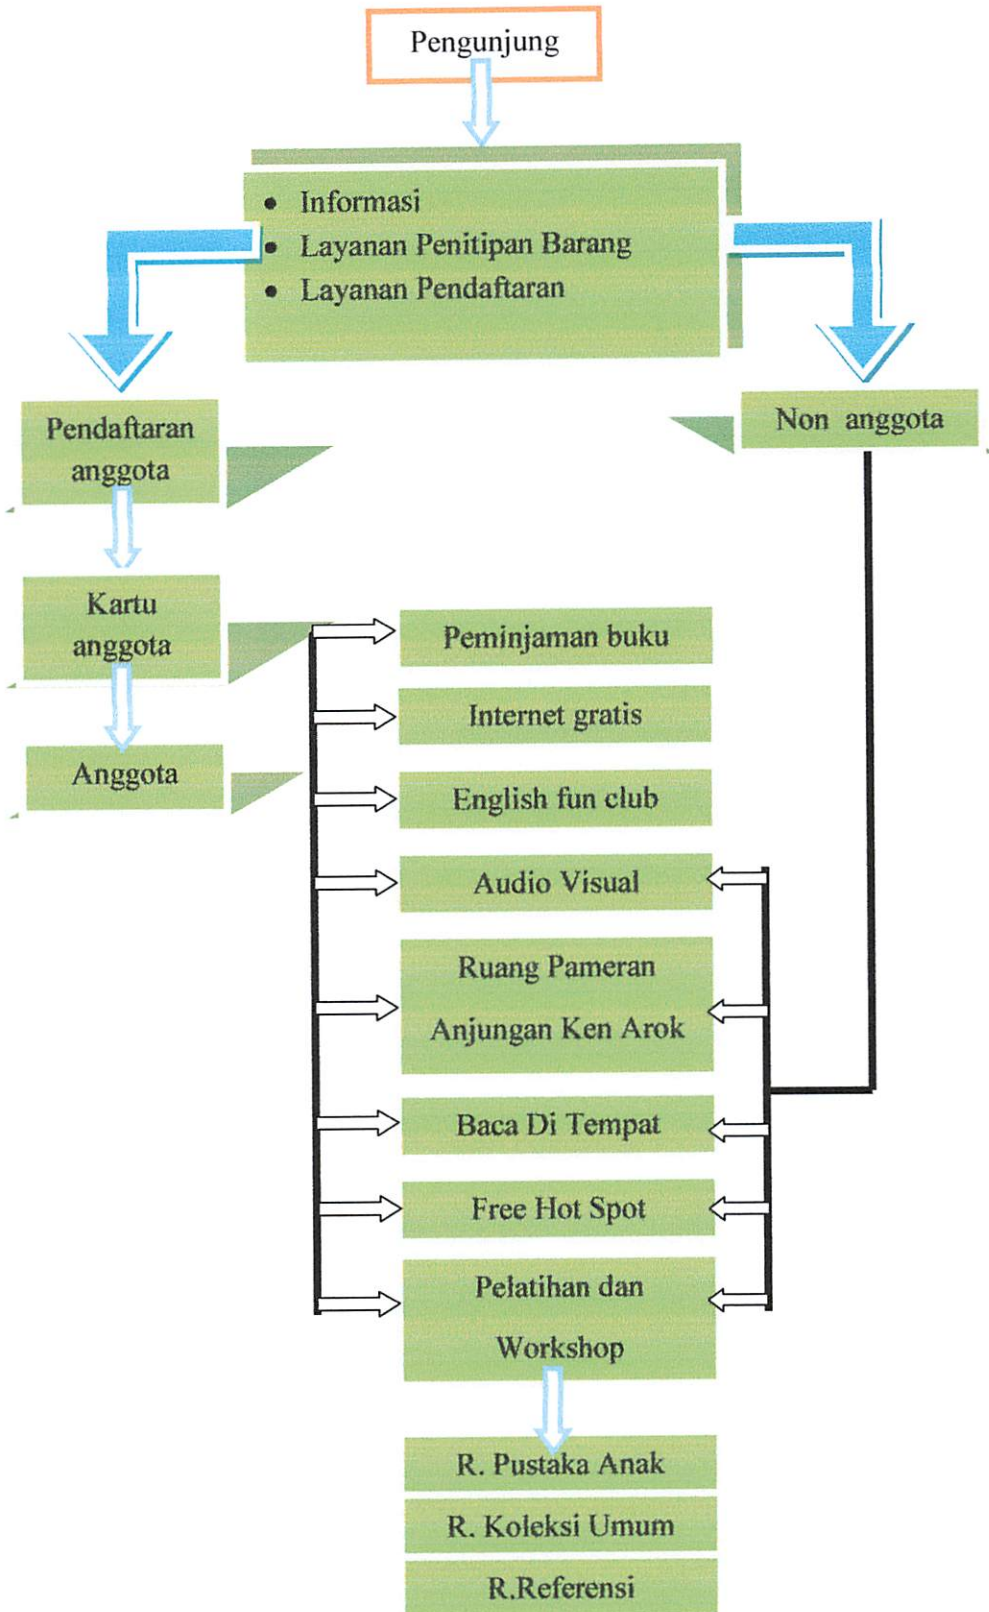 Pengunjung
• Informasi
• Layanan Penitipan Barang
• Layanan Pendaftaran
Pendaftaran
anggota
Non anggota
Kartu
anggota
Anggota
Peminjaman buku
Internet gratis
English fun club
Audio Visual
Ruang Pameran
Anjungan Ken Arok
Baca Di Tempat
Free Hot Spot
Pelatihan dan
Workshop
R. Pustaka Anak
R. Koleksi Umum
R.Referensi